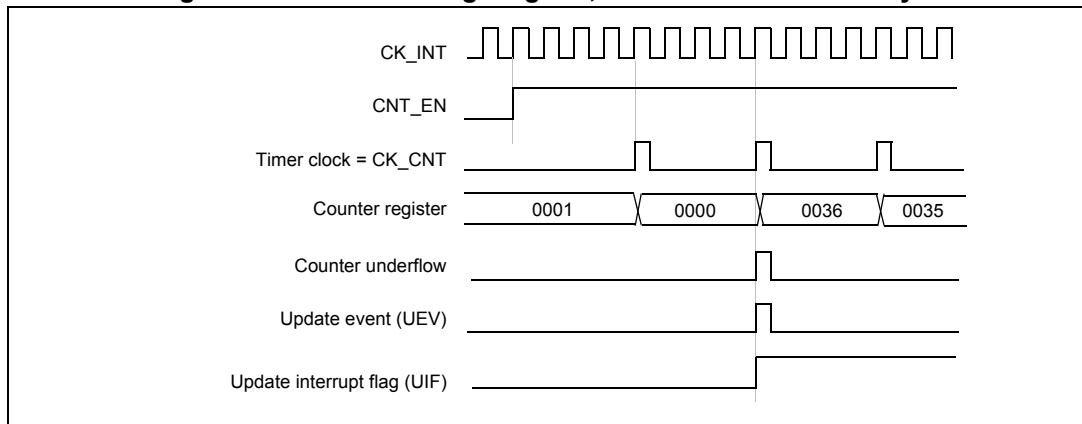 CK_INT
CNT_EN
Timer clock = CK_CNT
Counter register 0001 0000 0036 0035
Counter underflow
Update event (UEV)
Update interrupt flag (UIF)